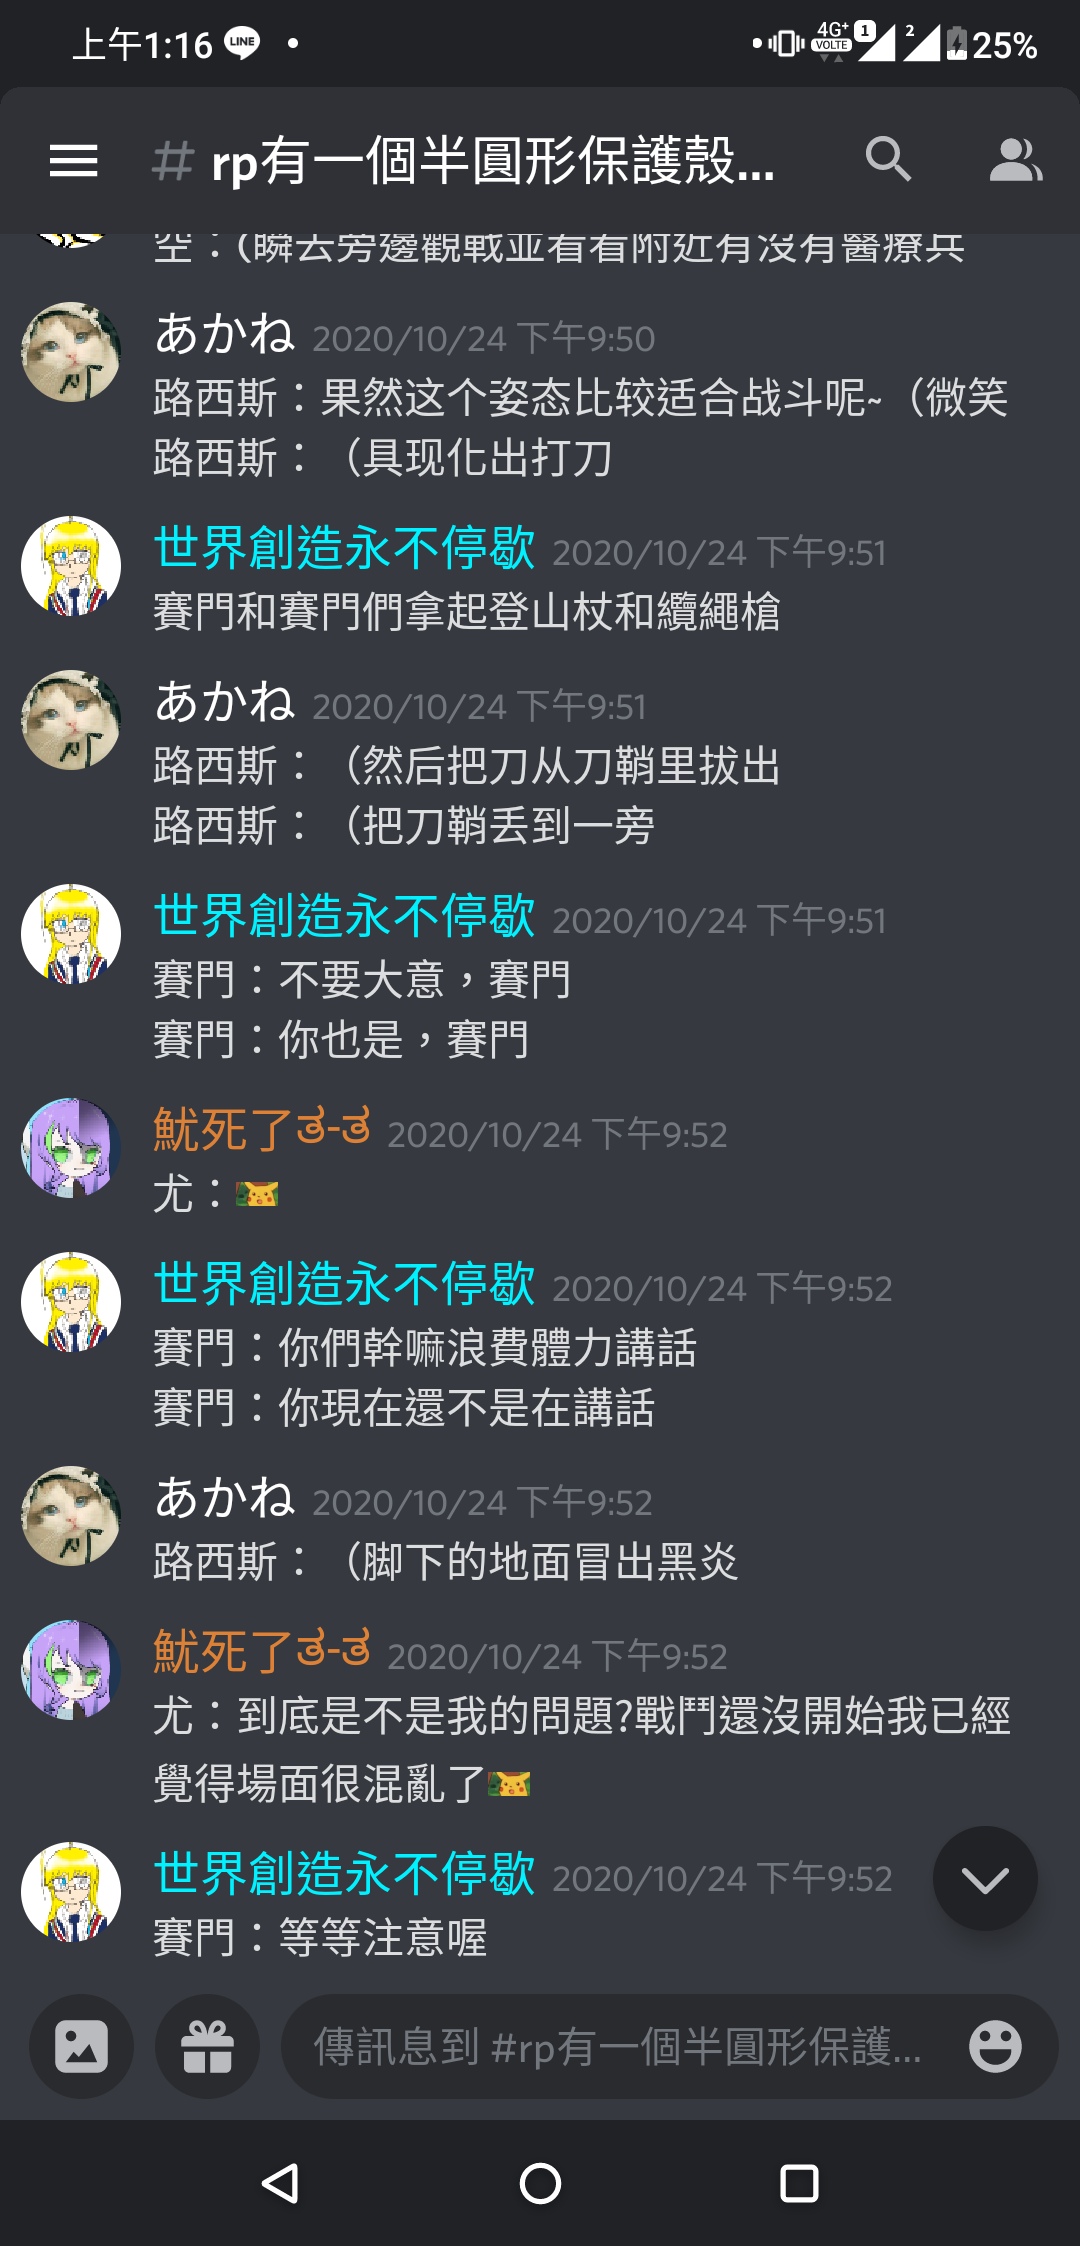 上午1:16 LINE 4G+ VOLTE 1 2 25%
# rp有一個半圓形保護殼...
空：(瞬去旁邊觀戰並看看附近有沒有醫療兵
あかね 2020/10/24 下午9:50
路西斯：果然这个姿态比较适合战斗呢~（微笑
路西斯：（具现化出打刀
世界創造永不停歇 2020/10/24 下午9:51
賽門和賽門們拿起登山杖和纜繩槍
あかね 2020/10/24 下午9:51
路西斯：（然后把刀从刀鞘里拔出
路西斯：（把刀鞘丢到一旁
世界創造永不停歇 2020/10/24 下午9:51
賽門：不要大意，賽門
賽門：你也是，賽門
魷死了ತ-ತ 2020/10/24 下午9:52
尤：
世界創造永不停歇 2020/10/24 下午9:52
賽門：你們幹嘛浪費體力講話
賽門：你現在還不是在講話
あかね 2020/10/24 下午9:52
路西斯：（脚下的地面冒出黑炎
魷死了ತ-ತ 2020/10/24 下午9:52
尤：到底是不是我的問題?戰鬥還沒開始我已經
覺得場面很混亂了
世界創造永不停歇 2020/10/24 下午9:52
賽門：等等注意喔
傳訊息到 #rp有一個半圓形保護...